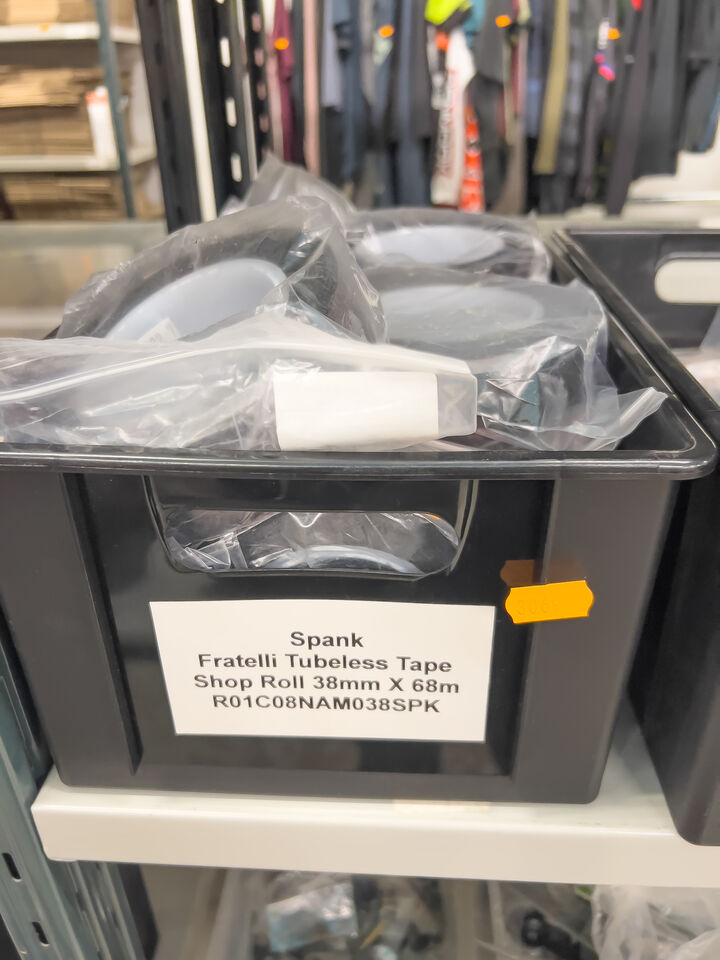 Spank
Fratelli Tubeless Tape
Shop Roll 38mm X 68m
R01C08NAM038SPK